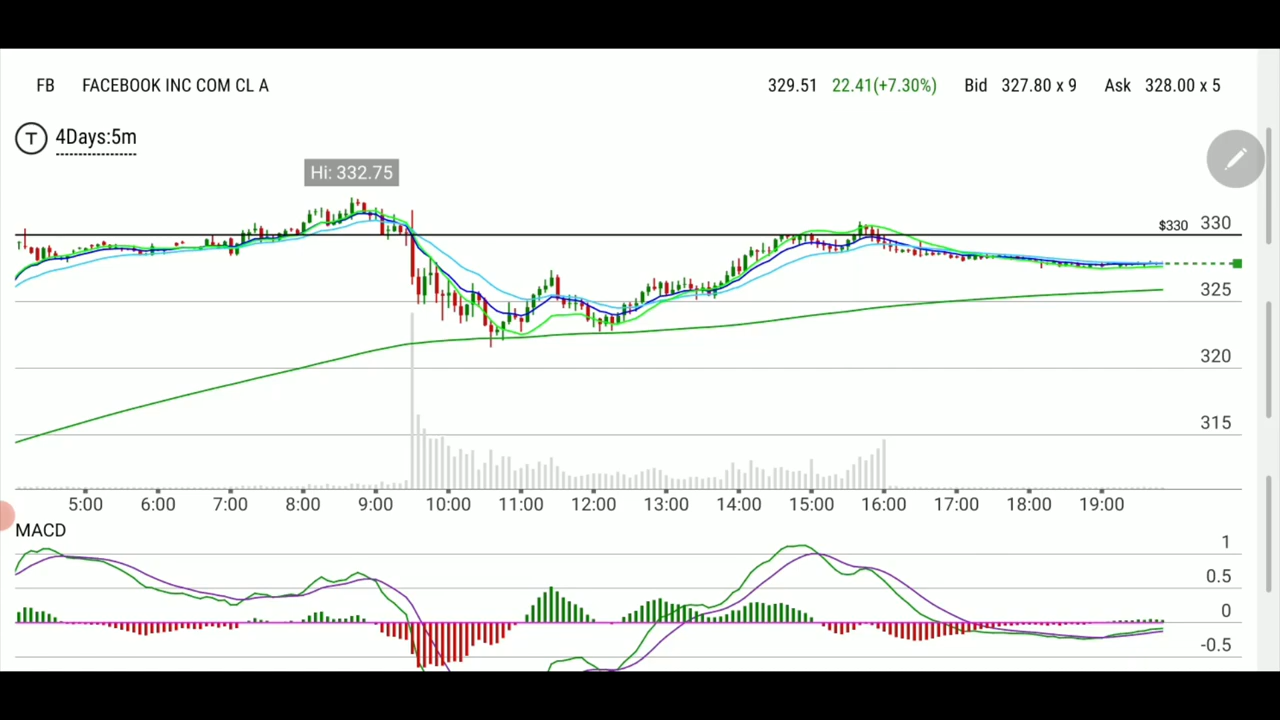 FB FACEBOOK INC COM CL A 329.51 22.41(+7.30%) Bid 327.80 x 9 Ask 328.00 x 5
T 4Days:5m
Hi: 332.75
$330 330
325
320
315
5:00 6:00 7:00 8:00 9:00 10:00 11:00 12:00 13:00 14:00 15:00 16:00 17:00 18:00 19:00
MACD
1
0.5
0
-0.5